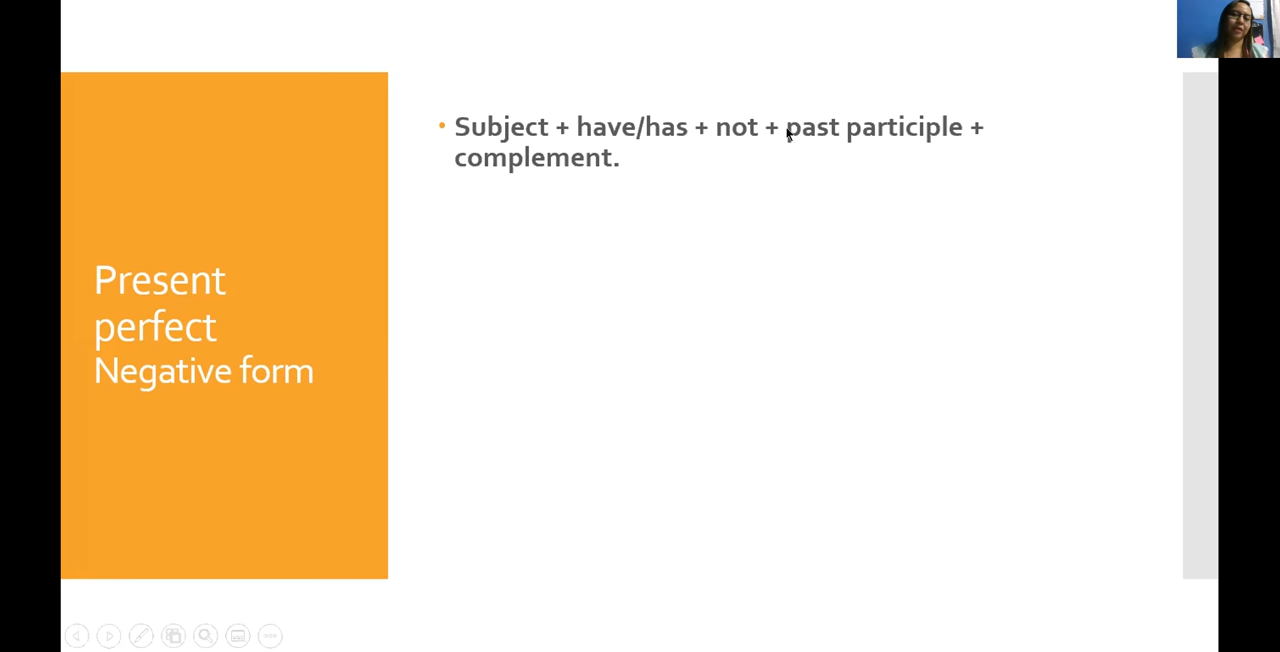 Present
perfect
Negative form
• Subject + have/has + not + past participle +
complement.